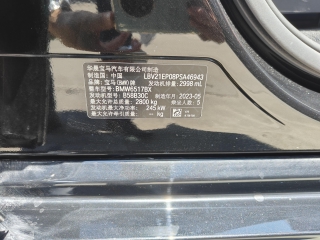 华晨宝马汽车有限公司制造
制造国：中国 LBV21EP08PSA46943
品牌：宝马(BMW)牌 发动机排量：2998 mL
整车型号：BMW6517BX
发动机型号：B58B30C 制造年月：2023-05
最大允许总质量：2800 kg 乘坐人数：5
发动机最大净功率：245 kW
最大允许牵引质量：-- kg